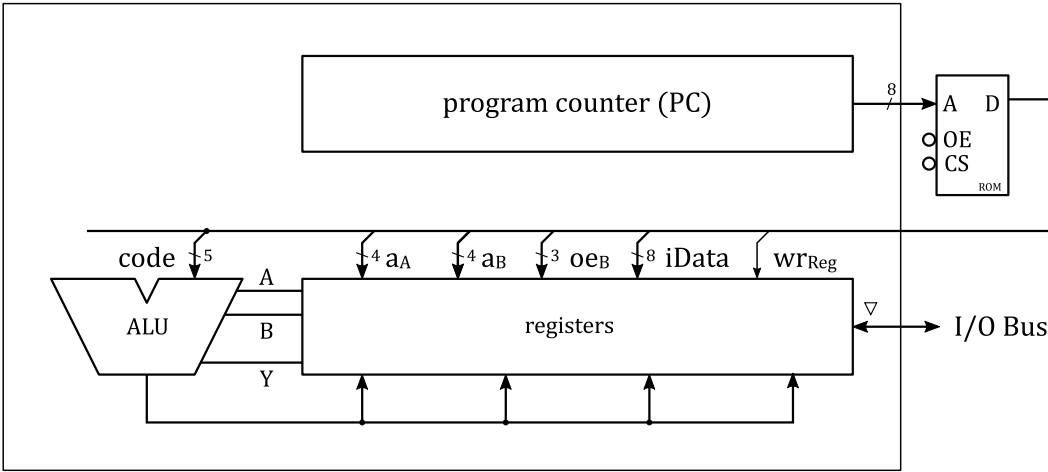 program counter (PC)
8
A D
OE
CS
ROM
code 5 4 aA 4 aB 3 oeB 8 iData wrReg
A
ALU
B
Y
registers
▽
I/O Bus